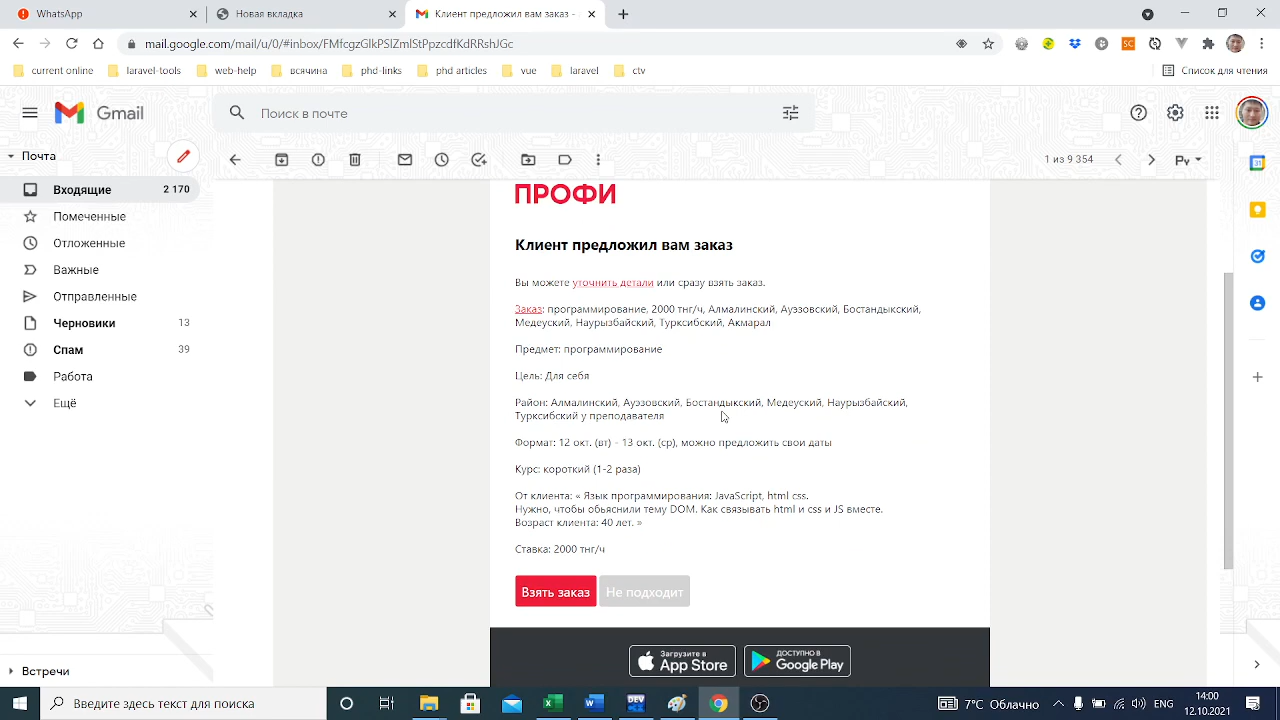 WhatsApp
Новая вкладка
Клиент предложил вам заказ -
mail.google.com/mail/u/0/#inbox/FMfcgzGlkPSlZmlStRpzcdfKdRRshJGc
current online
laravel-tools
web-help
всячина
phd-links
phd articles
vue
laravel
ctv
Список для чтения
Gmail
Поиск в почте
Почта
1 из 9 354
Входящие 2 170
Помеченные
Отложенные
Важные
Отправленные
Черновики 13
Спам 39
Работа
Ещё
Встречи
ПРОФИ
Клиент предложил вам заказ
Вы можете уточнить детали или сразу взять заказ.
Заказ: программирование, 2000 тнг/ч, Алмалинский, Ауэзовский, Бостандыкский,
Медеуский, Наурызбайский, Турксибский, Акмарал
Предмет: программирование
Цель: Для себя
Район: Алмалинский, Ауэзовский, Бостандыкский, Медеуский, Наурызбайский,
Турксибский у преподавателя
Формат: 12 окт. (вт) - 13 окт. (ср), можно предложить свои даты
Курс: короткий (1-2 раза)
От клиента: « Язык программирования: JavaScript, html css.
Нужно, чтобы объяснили тему DOM. Как связывать html и css и JS вместе.
Возраст клиента: 40 лет. »
Ставка: 2000 тнг/ч
Взять заказ
Не подходит
Загрузите в
App Store
ДОСТУПНО В
Google Play
Введите здесь текст для поиска
DEV
7°C Облачно
14:00
12.10.2021